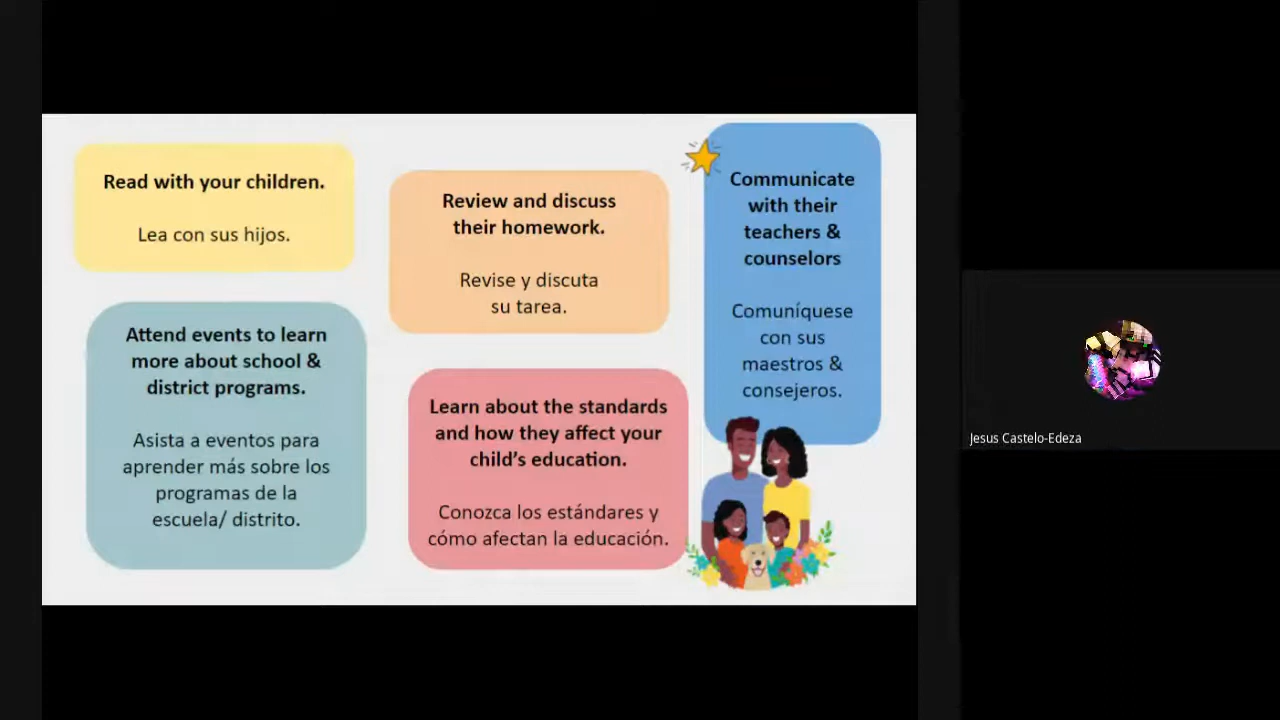 Read with your children.
Lea con sus hijos.
Attend events to learn
more about school &
district programs.
Asista a eventos para
aprender más sobre los
programas de la
escuela/ distrito.
Review and discuss
their homework.
Revise y discuta
su tarea.
Learn about the standards
and how they affect your
child’s education.
Conozca los estándares y
cómo afectan la educación.
Communicate
with their
teachers &
counselors
Comuníquese
con sus
maestros &
consejeros.
Jesus Castelo-Edeza